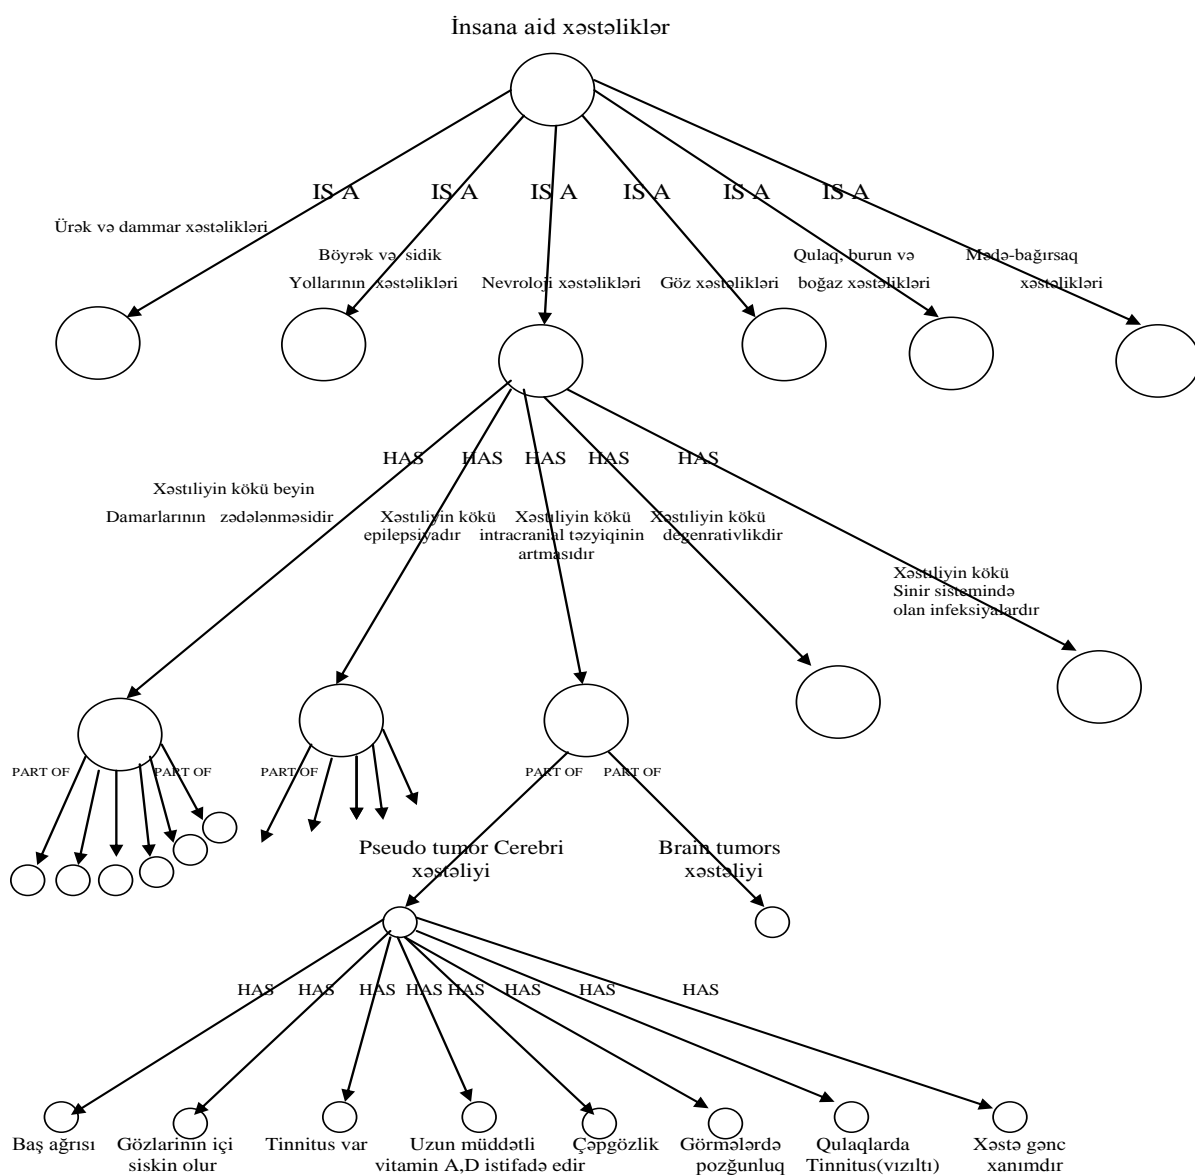 İnsana aid xəstəliklər
IS A IS A IS A IS A IS A IS A
Ürək və dammar xəstəlikləri
Böyrək və sidik
Yollarının xəstəlikləri
Nevroloji xəstəlikləri
Göz xəstəlikləri
Qulaq, burun və
boğaz xəstəlikləri
Mədə-bağırsaq
xəstəlikləri
HAS HAS HAS HAS HAS
Xəstıliyin kökü beyin
Damarlarının zədələnməsidir
Xəstıliyin kökü
epilepsiyadır
Xəstıliyin kökü
intracranial təzyiqinin
artmasıdır
Xəstıliyin kökü
degenrativlikdir
Xəstıliyin kökü
Sinir sistemində
olan infeksiyalardır
PART OF PART OF PART OF PART OF PART OF
Pseudo tumor Cerebri
xəstəliyi
Brain tumors
xəstəliyi
HAS HAS HAS HAS HAS HAS HAS HAS
Baş ağrısı
Gözlarinin içi
siskin olur
Tinnitus var
Uzun müddətli
vitamin A,D istifadə edir
Çəpgözlik
Görmələrdə
pozğunluq
Qulaqlarda
Tinnitus(vızıltı)
Xəstə gənc
xanımdır